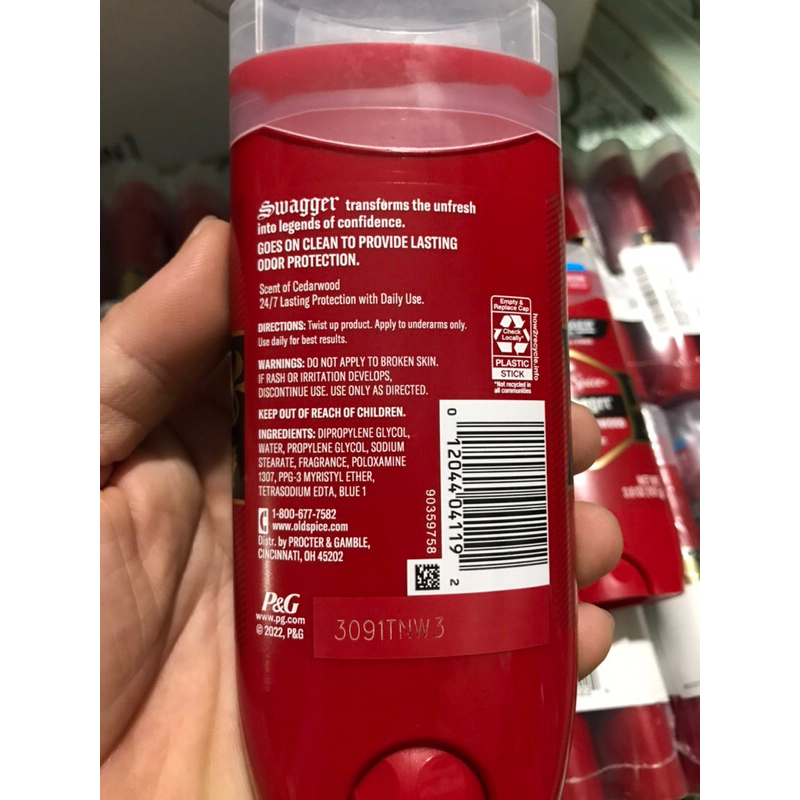 Swagger transforms the unfresh
into legends of confidence.
GOES ON CLEAN TO PROVIDE LASTING
ODOR PROTECTION.
Scent of Cedarwood
24/7 Lasting Protection with Daily Use.
DIRECTIONS: Twist up product. Apply to underarms only.
Use daily for best results.
WARNINGS: DO NOT APPLY TO BROKEN SKIN.
IF RASH OR IRRITATION DEVELOPS,
DISCONTINUE USE. USE ONLY AS DIRECTED.
KEEP OUT OF REACH OF CHILDREN.
INGREDIENTS: DIPROPYLENE GLYCOL,
WATER, PROPYLENE GLYCOL, SODIUM
STEARATE, FRAGRANCE, POLOXAMINE
1307, PPG-3 MYRISTYL ETHER,
TETRASODIUM EDTA, BLUE 1
1-800-677-7582
www.oldspice.com
Distr. by PROCTER & GAMBLE,
CINCINNATI, OH 45202
P&G
www.pg.com
© 2022, P&G
3091TNW3
Empty &
Replace Cap
Check
Locally*
PLASTIC
STICK
*Not recycled in
all communities
how2recycle.info
0 12044 04119 2
90359758